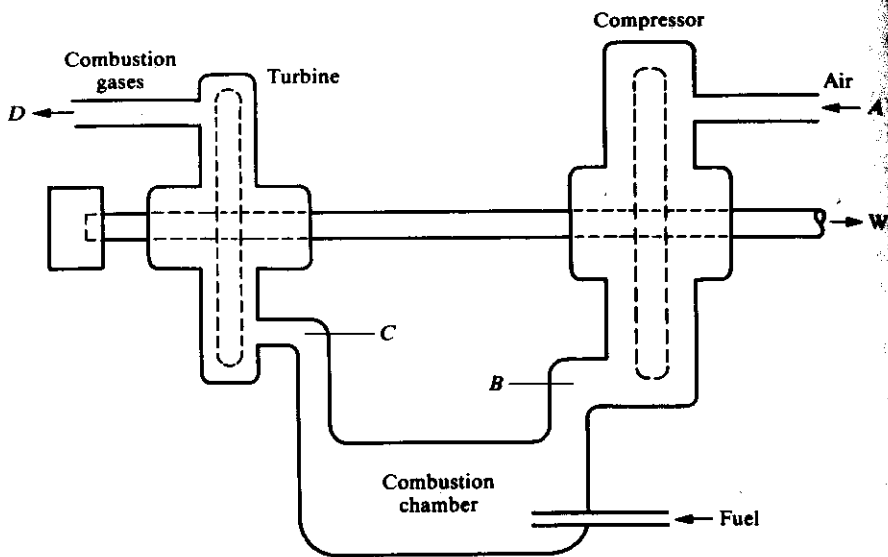 Compressor
Combustion
gases
Turbine
Air
D
A
W
C
B
Combustion
chamber
Fuel